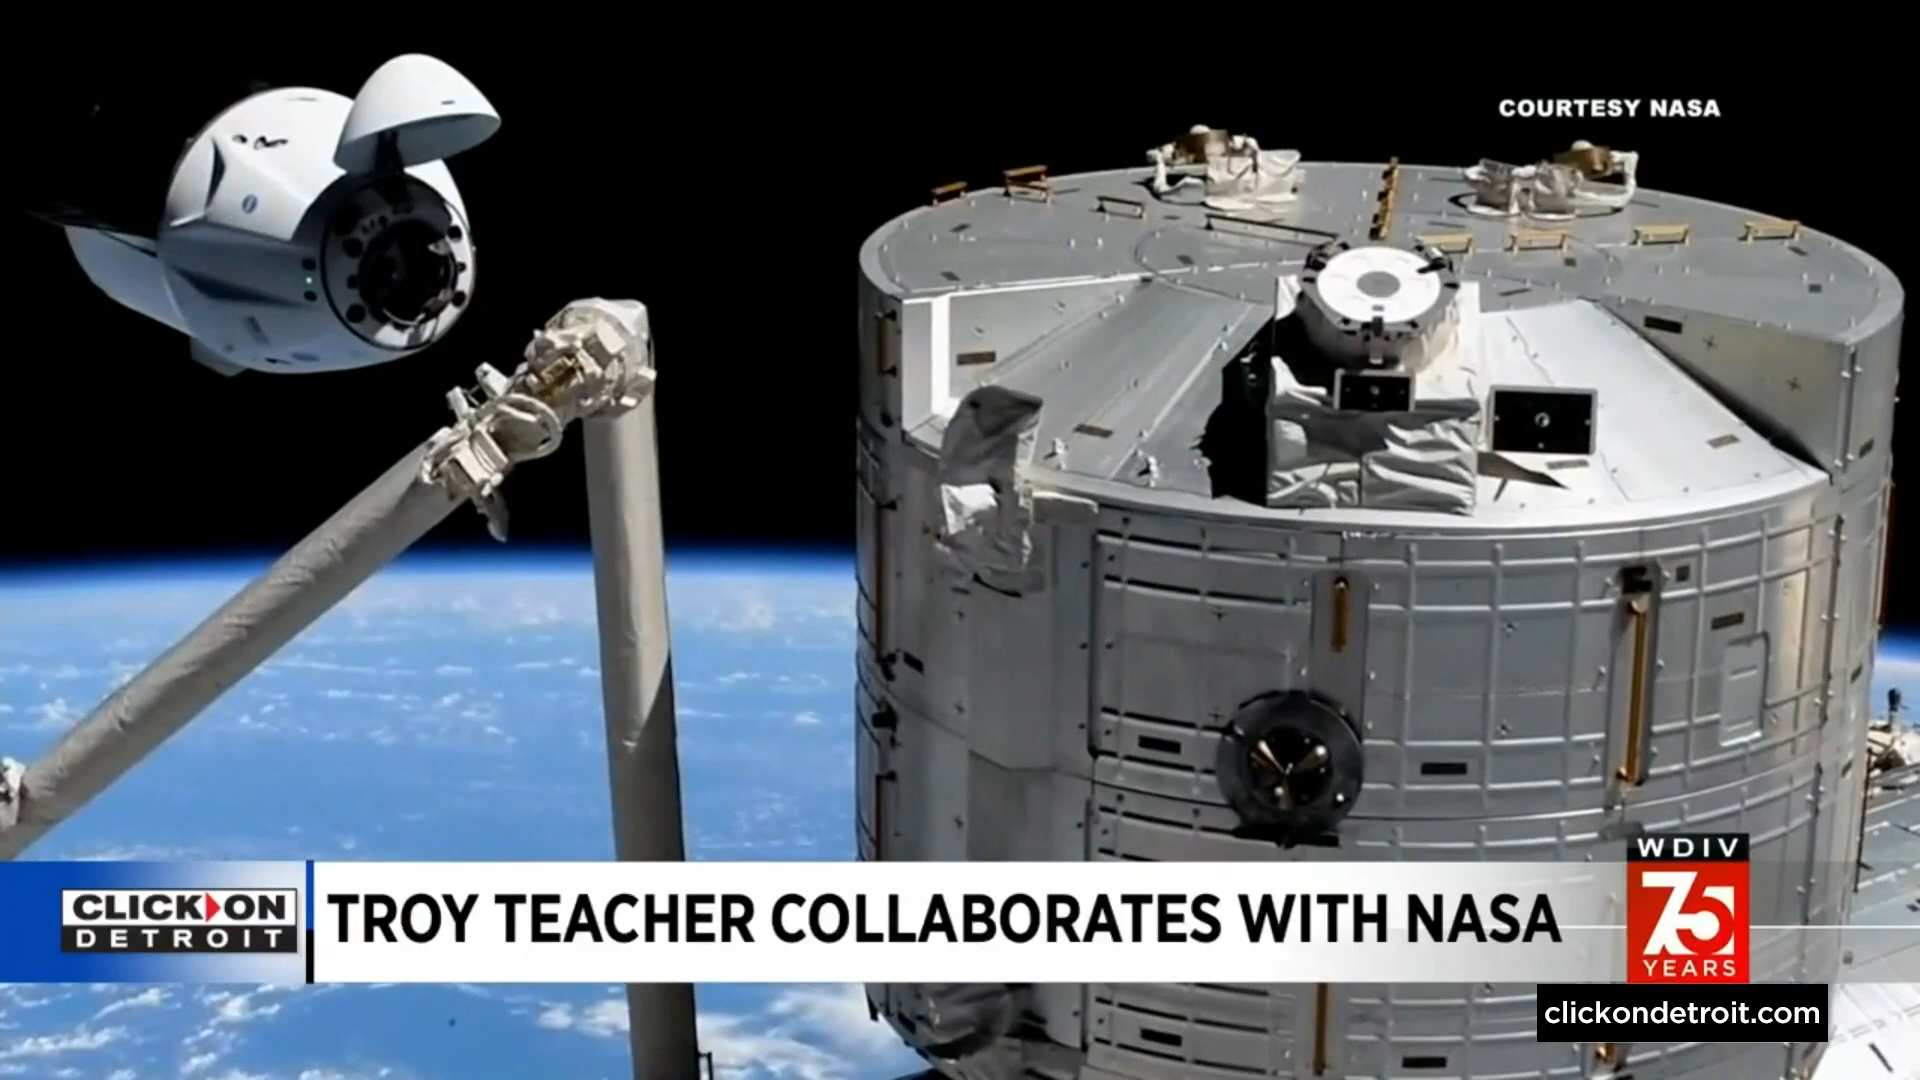 COURTESY NASA
CLICK ON
DETROIT
TROY TEACHER COLLABORATES WITH NASA
WDIV
75
YEARS
clickondetroit.com